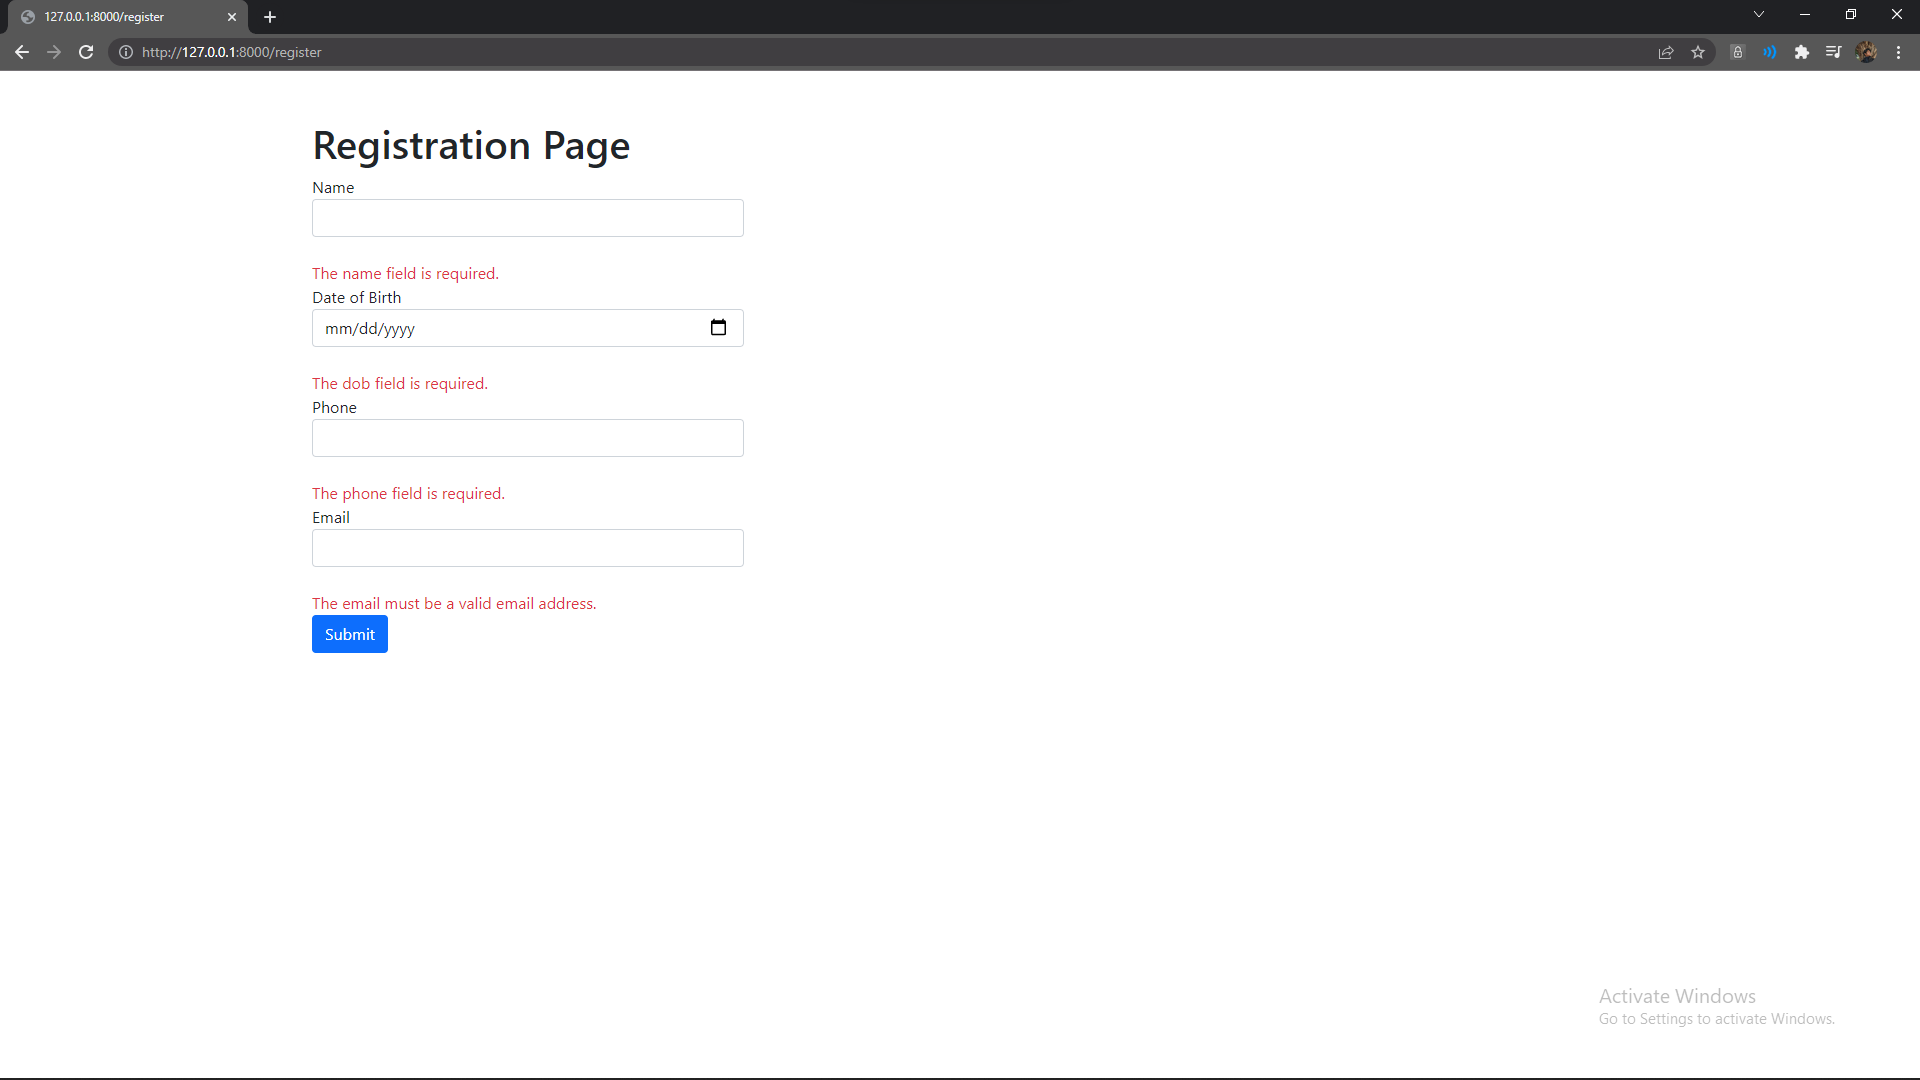 127.0.0.1:8000/register
http://127.0.0.1:8000/register
Registration Page
Name
The name field is required.
Date of Birth
mm/dd/yyyy
The dob field is required.
Phone
The phone field is required.
Email
The email must be a valid email address.
Submit
Activate Windows
Go to Settings to activate Windows.